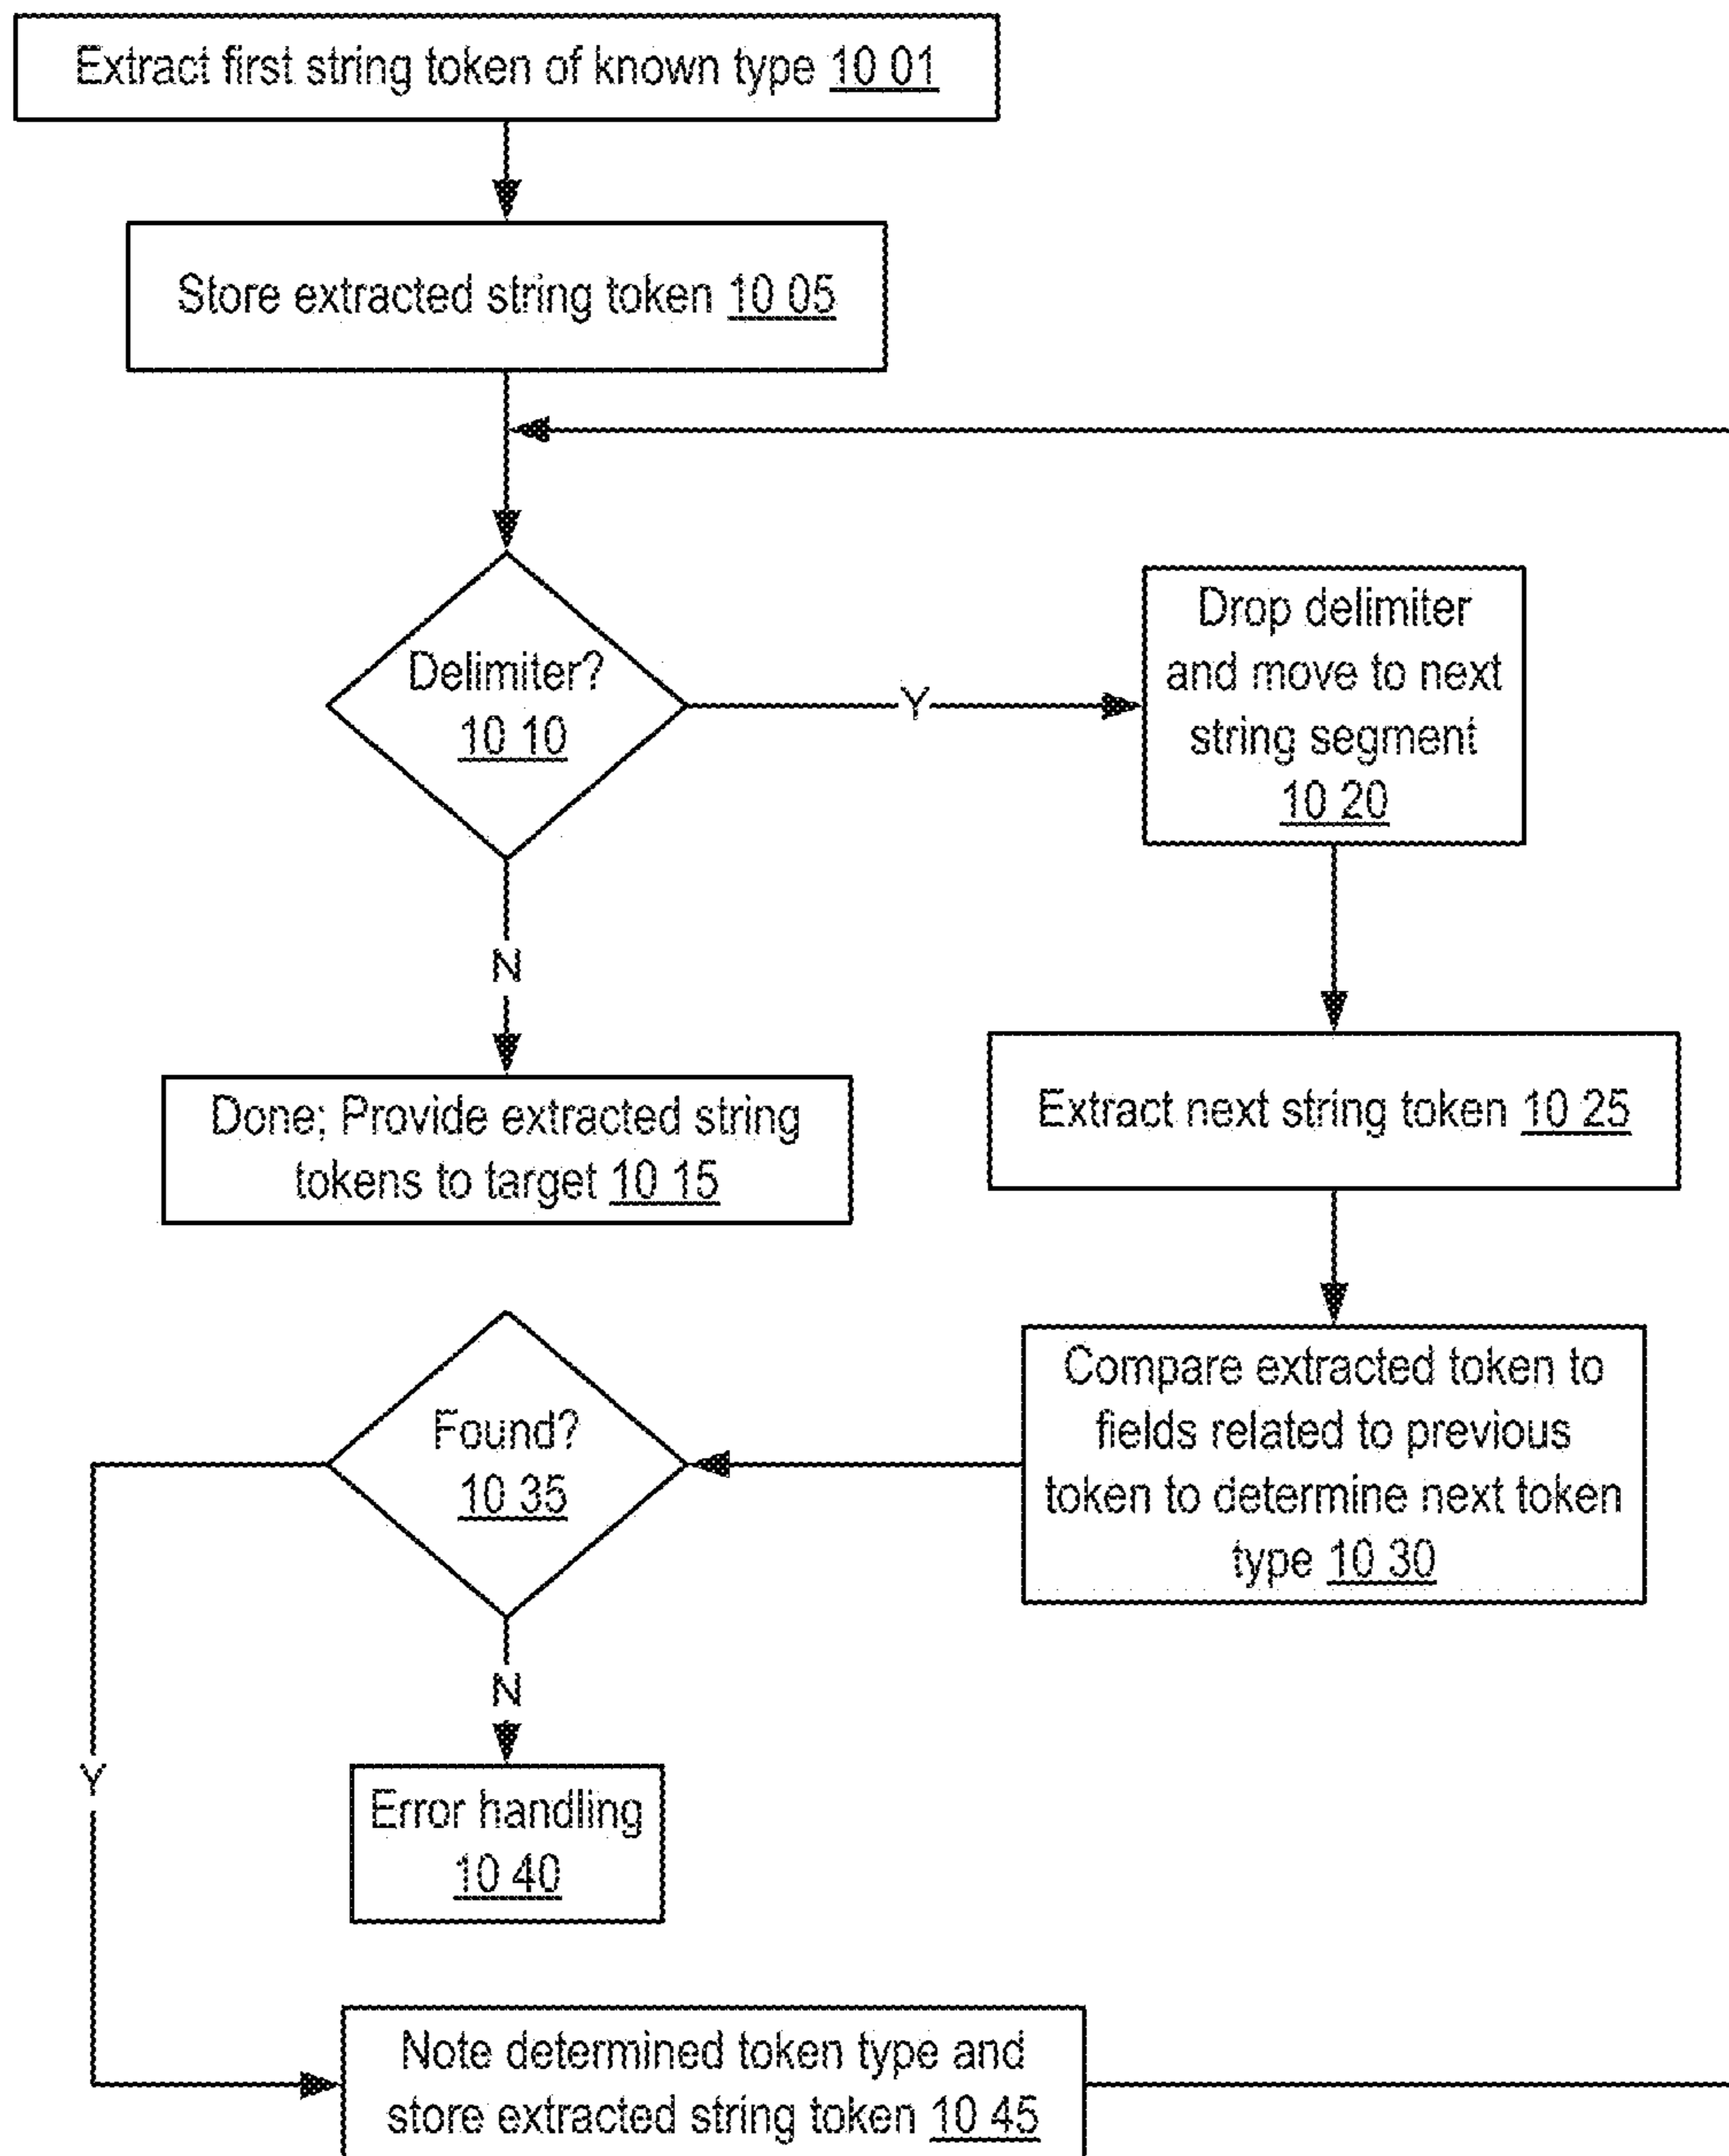 Extract first string token of known type 10 01
Store extracted string token 10 05
Delimiter?
10 10
Y
Drop delimiter
and move to next
string segment
10 20
N
Done; Provide extracted string
tokens to target 10 15
Extract next string token 10 25
Compare extracted token to
fields related to previous
token to determine next token
type 10 30
Found?
10 35
N
Y
Error handling
10 40
Note determined token type and
store extracted string token 10 45